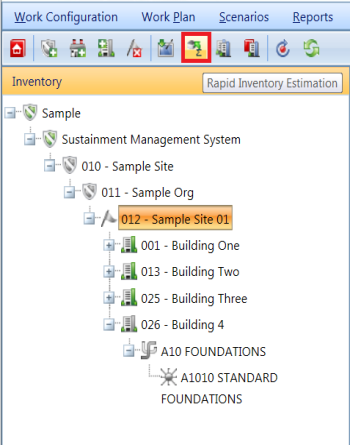 Work Configuration Work Plan Scenarios Reports
Inventory
Rapid Inventory Estimation
Sample
Sustainment Management System
010 - Sample Site
011 - Sample Org
012 - Sample Site 01
001 - Building One
013 - Building Two
025 - Building Three
026 - Building 4
A10 FOUNDATIONS
A1010 STANDARD
FOUNDATIONS